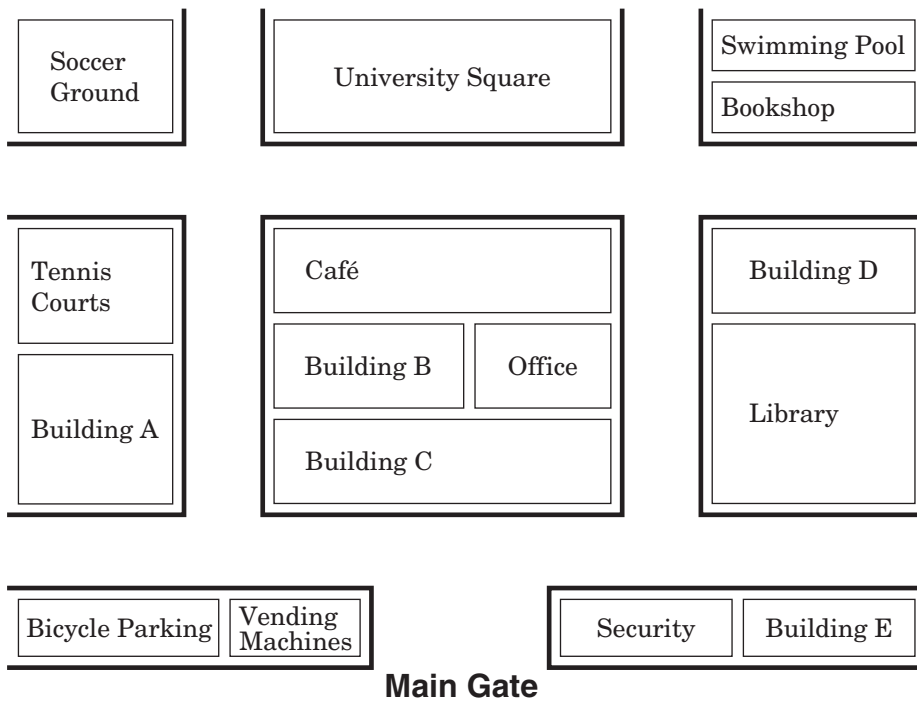 Soccer
Ground
University Square
Swimming Pool
Bookshop
Tennis
Courts
Café
Building D
Building B
Office
Building A
Library
Building C
Bicycle Parking
Vending
Machines
Security
Building E
Main Gate